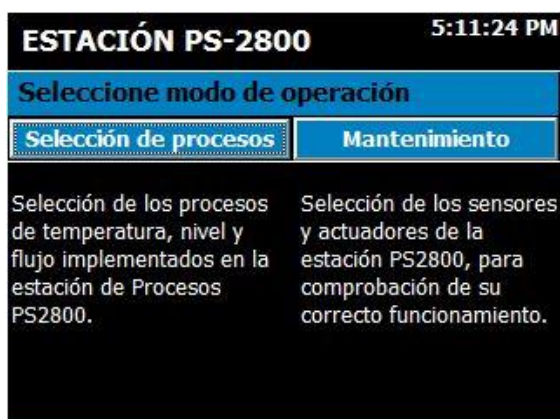 ESTACIÓN PS-2800
5:11:24 PM
Seleccione modo de operación
Selección de procesos
Mantenimiento
Selección de los procesos
de temperatura, nivel y
flujo implementados en la
estación de Procesos
PS2800.
Selección de los sensores
y actuadores de la
estación PS2800, para
comprobación de su
correcto funcionamiento.